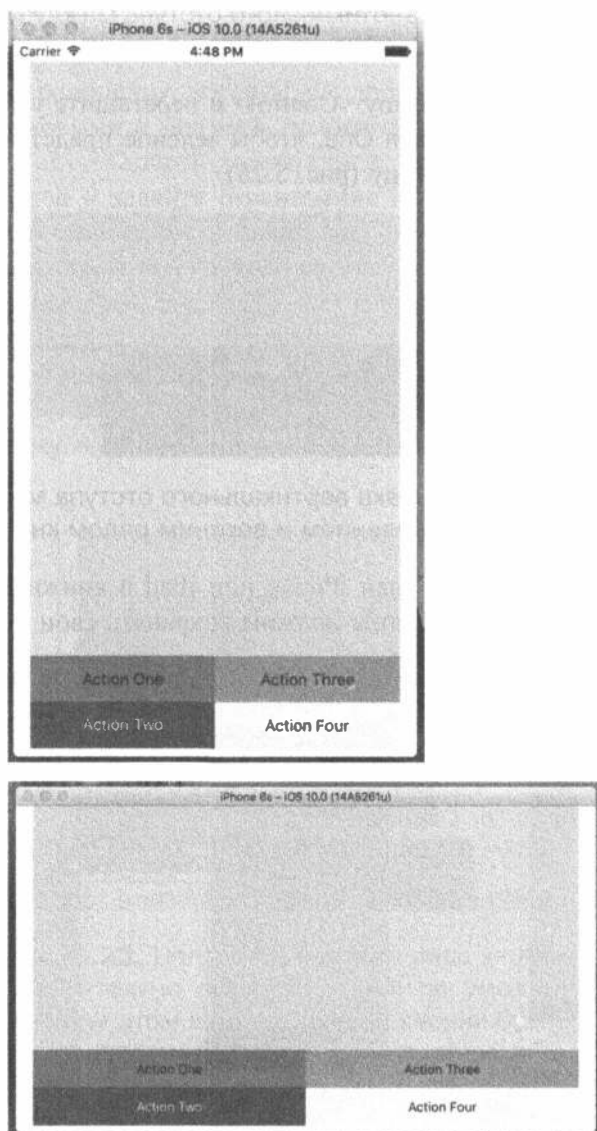 iPhone 6s – iOS 10.0 (14A5261u)
Carrier 4:48 PM
Action One Action Three
Action Two Action Four
iPhone 6s – iOS 10.0 (14A5261u)
Action One Action Three
Action Two Action Four